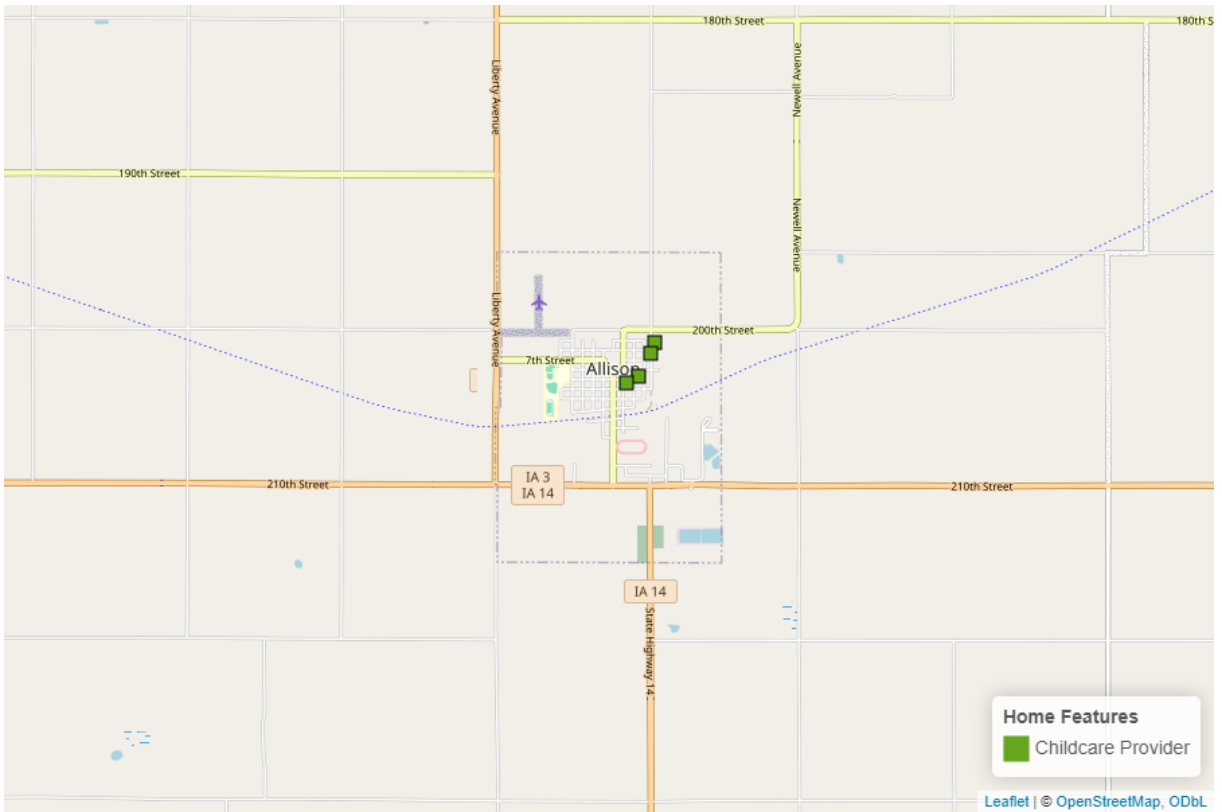 180th Street
180th S
Liberty Avenue
Newell Avenue
190th Street
Newell Avenue
Liberty Avenue
200th Street
7th Street
Allison
IA 3
IA 14
210th Street
210th Street
IA 14
State Highway 14
Home Features
Childcare Provider
Leaflet | © OpenStreetMap, ODbL